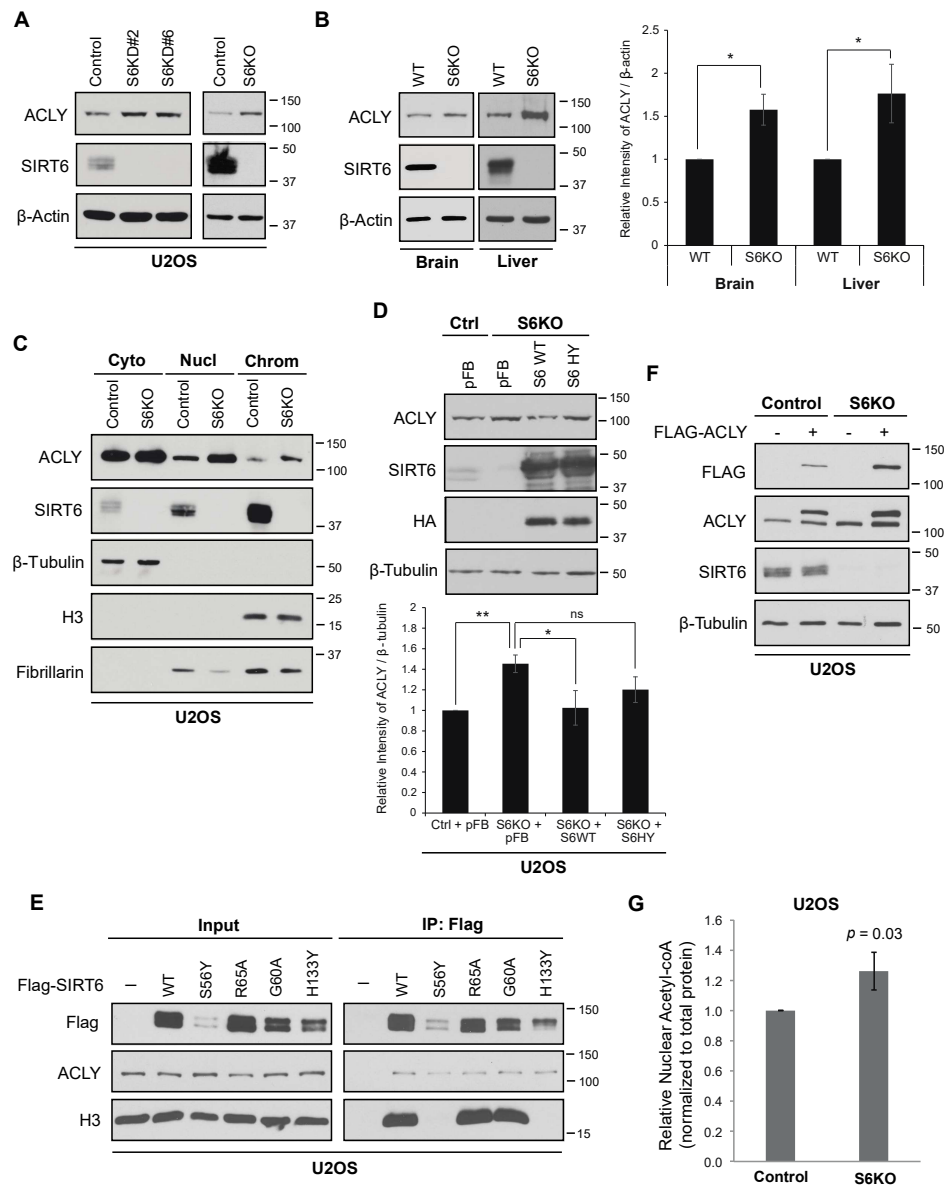 A
Control
S6KD#2
S6KD#6
Control
S6KO
ACLY
150
100
SIRT6
50
37
β-Actin
37
U2OS
B
WT
S6KO
WT
S6KO
ACLY
150
100
SIRT6
50
37
β-Actin
37
Brain
Liver
Relative Intensity of ACLY / β-actin
2.5
2
1.5
1
0.5
0
*
*
WT
S6KO
WT
S6KO
Brain
Liver
C
Cyto
Nucl
Chrom
Control
S6KO
Control
S6KO
Control
S6KO
ACLY
150
100
SIRT6
37
β-Tubulin
50
H3
25
15
Fibrillarin
37
U2OS
D
Ctrl
S6KO
pFB
pFB
S6 WT
S6 HY
ACLY
150
100
SIRT6
50
37
HA
50
37
β-Tubulin
50
Relative Intensity of ACLY / β-tubulin
2
1.8
1.6
1.4
1.2
1
0.8
0.6
0.4
0.2
0
**
*
ns
Ctrl + pFB
S6KO + pFB
S6KO + S6WT
S6KO + S6HY
U2OS
F
Control
S6KO
FLAG-ACLY
-
+
-
+
FLAG
150
100
ACLY
100
SIRT6
50
37
β-Tubulin
50
U2OS
E
Input
IP: Flag
Flag-SIRT6
–
WT
S56Y
R65A
G60A
H133Y
–
WT
S56Y
R65A
G60A
H133Y
Flag
150
ACLY
150
100
H3
15
U2OS
G
U2OS
Relative Nuclear Acetyl-coA
(normalized to total protein)
1.6
1.4
1.2
1.0
0.8
0.6
0.4
0.2
0.0
p = 0.03
Control
S6KO